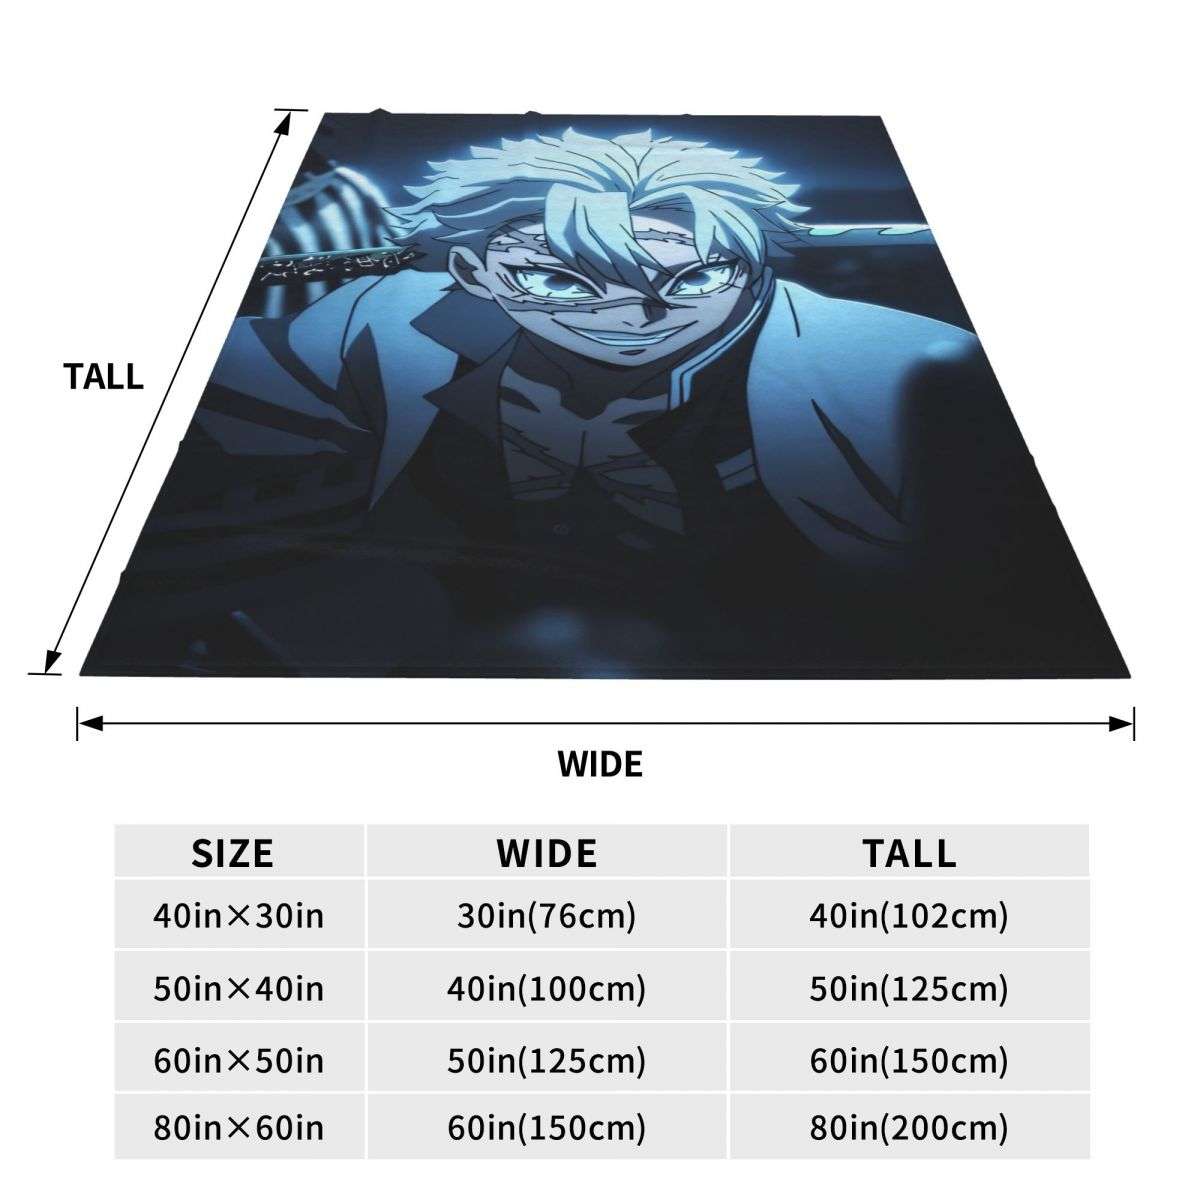 TALL
WIDE
SIZE WIDE TALL
40in×30in 30in(76cm) 40in(102cm)
50in×40in 40in(100cm) 50in(125cm)
60in×50in 50in(125cm) 60in(150cm)
80in×60in 60in(150cm) 80in(200cm)